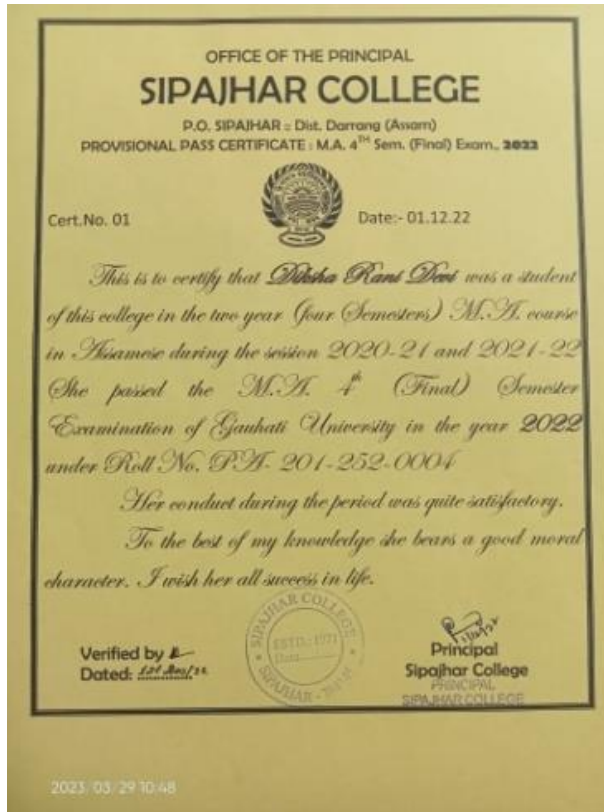 OFFICE OF THE PRINCIPAL
SIPAJHAR COLLEGE
P.O. SIPAJHAR :: Dist. Darrang (Assam)
PROVISIONAL PASS CERTIFICATE : M.A. 4TH Sem. (Final) Exam., 2022
Cert.No. 01 Date:- 01.12.22
This is to certify that Diksha Rani Devi was a student
of this college in the two year (four Semesters) M.A. course
in Assamese during the session 2020-21 and 2021-22
She passed the M.A. 4th (Final) Semester
Examination of Gauhati University in the year 2022
under Roll No. PA- 201-252-0004
Her conduct during the period was quite satisfactory.
To the best of my knowledge she bears a good moral
character. I wish her all success in life.
SIPAJHAR COLLEGE
ESTD.: 1971
SIPAJHAR
Verified by
Dated:
Principal
Sipajhar College
PRINCIPAL
SIPAJHAR COLLEGE
2023/03/29 10:48